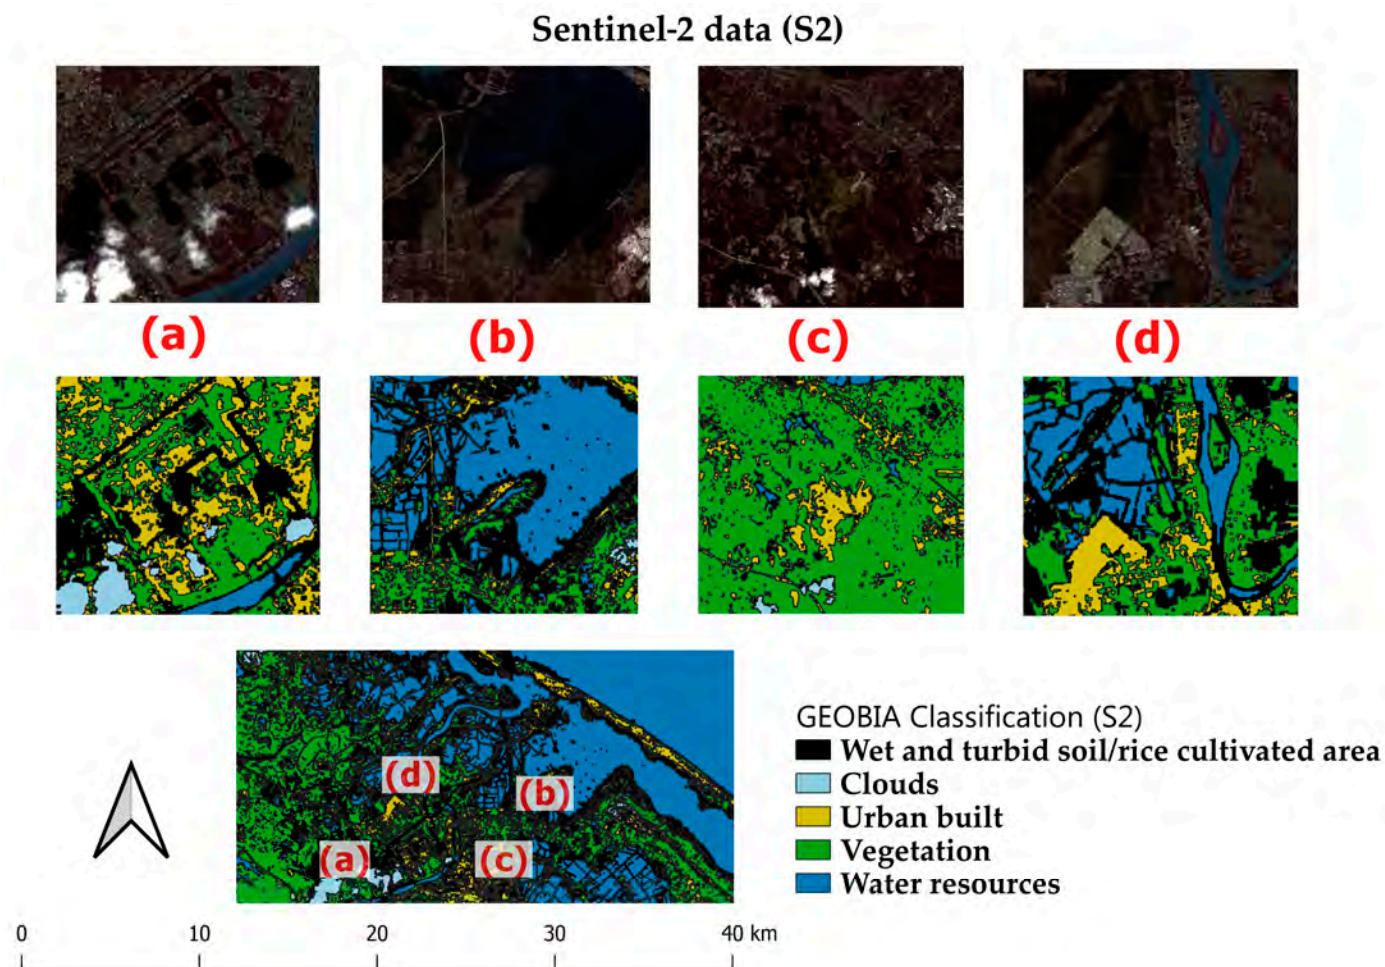 Sentinel-2 data (S2)
(a)
(b)
(c)
(d)
(d)
(b)
(a)
(c)
GEOBIA Classification (S2)
Wet and turbid soil/rice cultivated area
Clouds
Urban built
Vegetation
Water resources
0 10 20 30 40 km